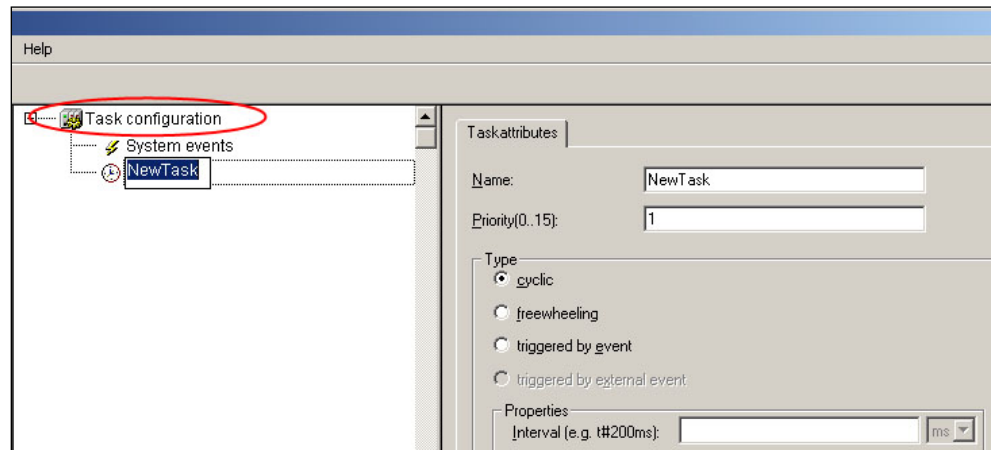 Help
Task configuration
System events
NewTask
Taskattributes
Name: NewTask
Priority(0..15): 1
Type
cyclic
freewheeling
triggered by event
triggered by external event
Properties
Interval (e.g. t#200ms): ms